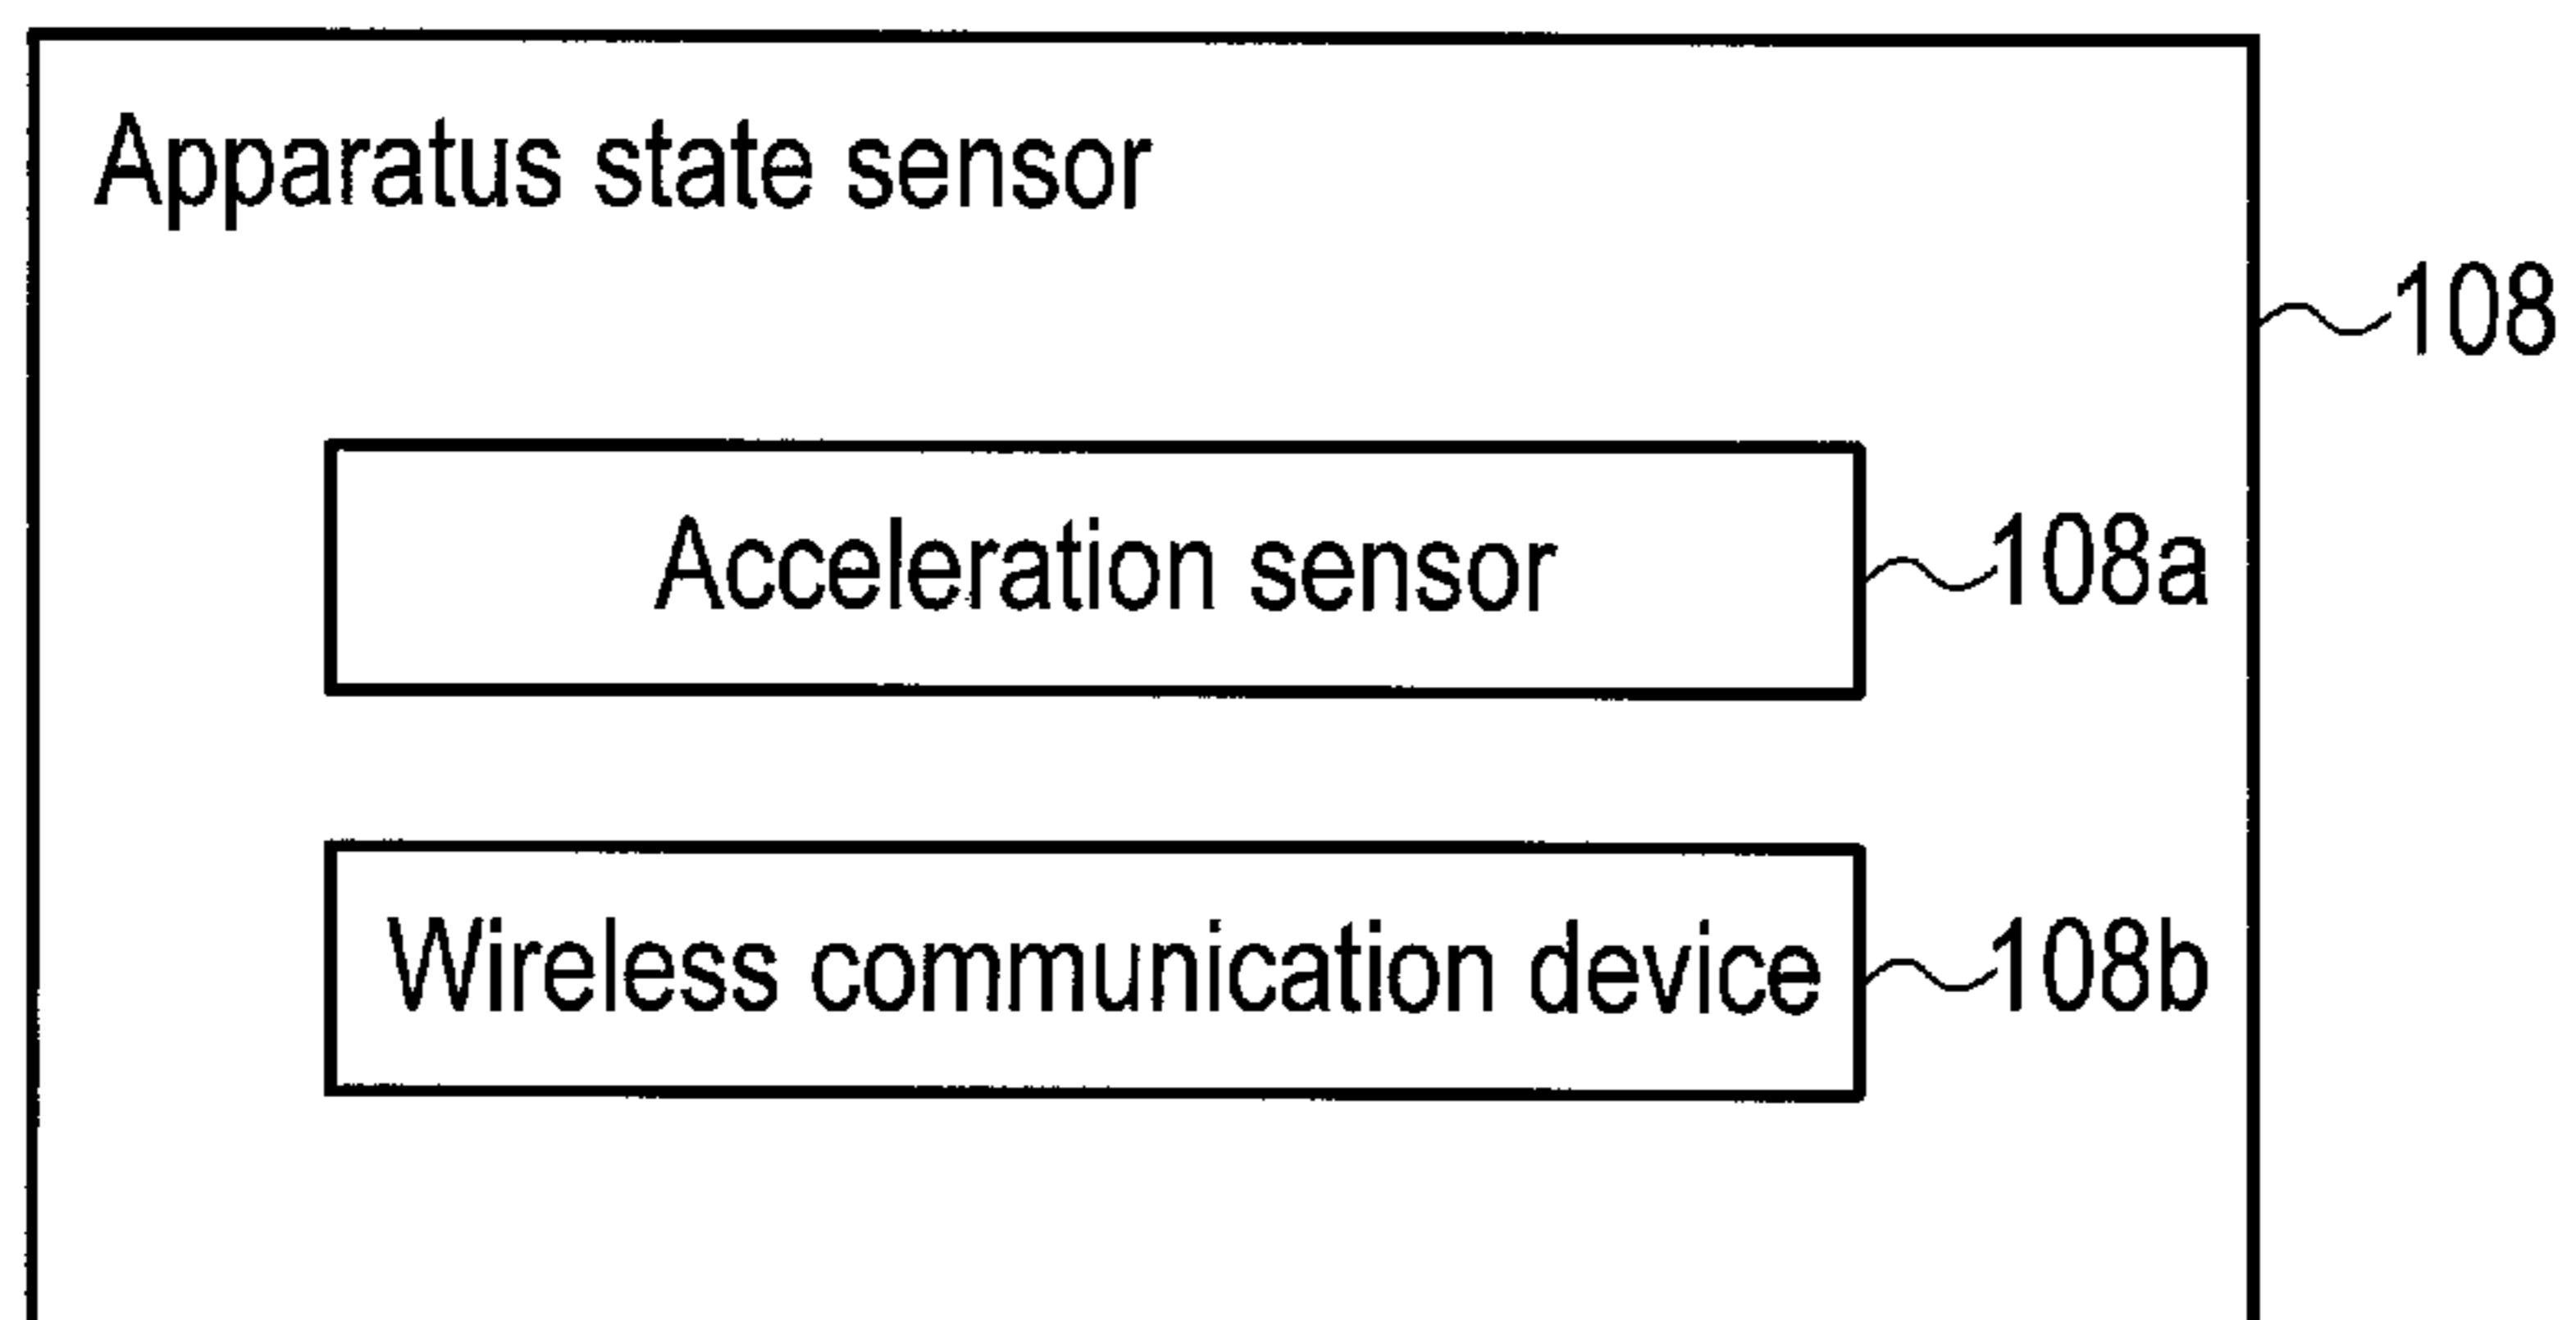 Apparatus state sensor
108
Acceleration sensor
108a
Wireless communication device
108b